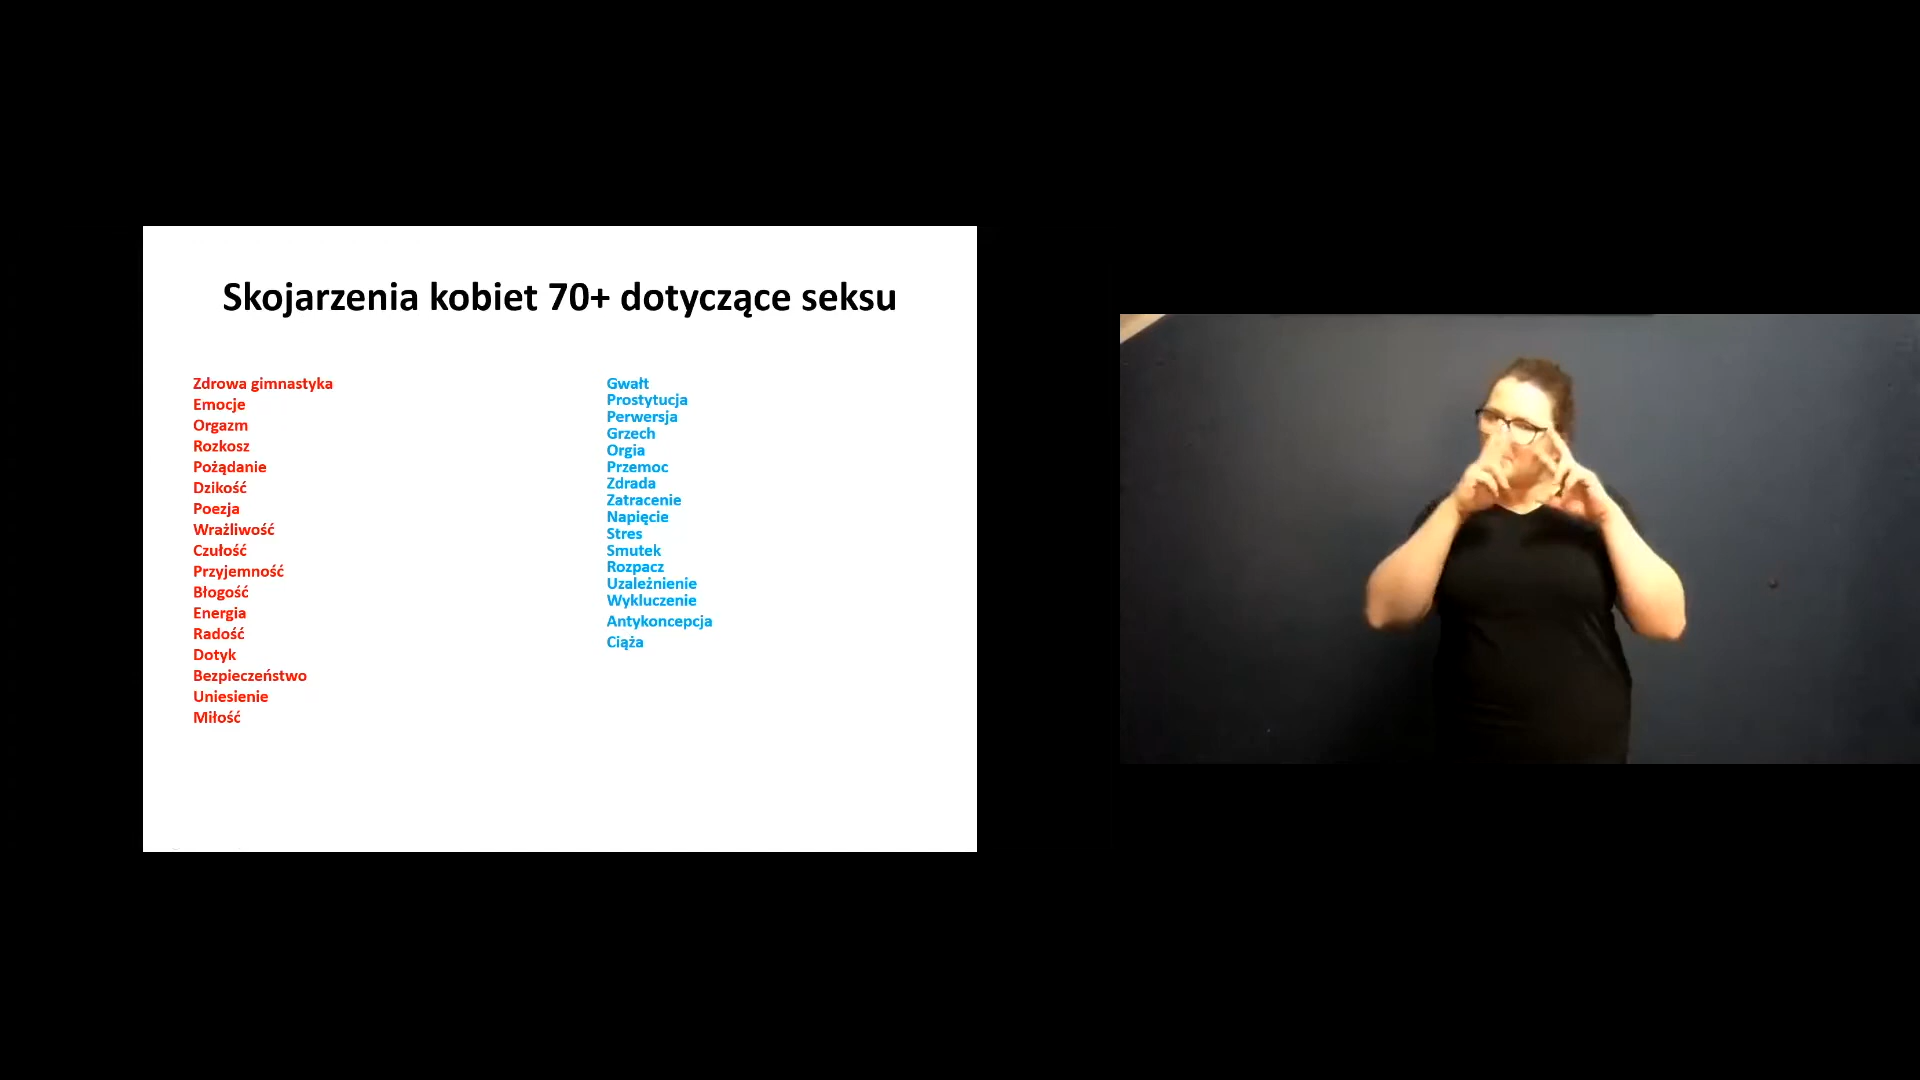 Skojarzenia kobiet 70+ dotyczące seksu
Zdrowa gimnastyka
Emocje
Orgazm
Rozkosz
Pożądanie
Dzikość
Poezja
Wrażliwość
Czułość
Przyjemność
Błogość
Energia
Radość
Dotyk
Bezpieczeństwo
Uniesienie
Miłość
Gwałt
Prostytucja
Perwersja
Grzech
Orgia
Przemoc
Zdrada
Zatracenie
Napięcie
Stres
Smutek
Rozpacz
Uzależnienie
Wykluczenie
Antykoncepcja
Ciąża